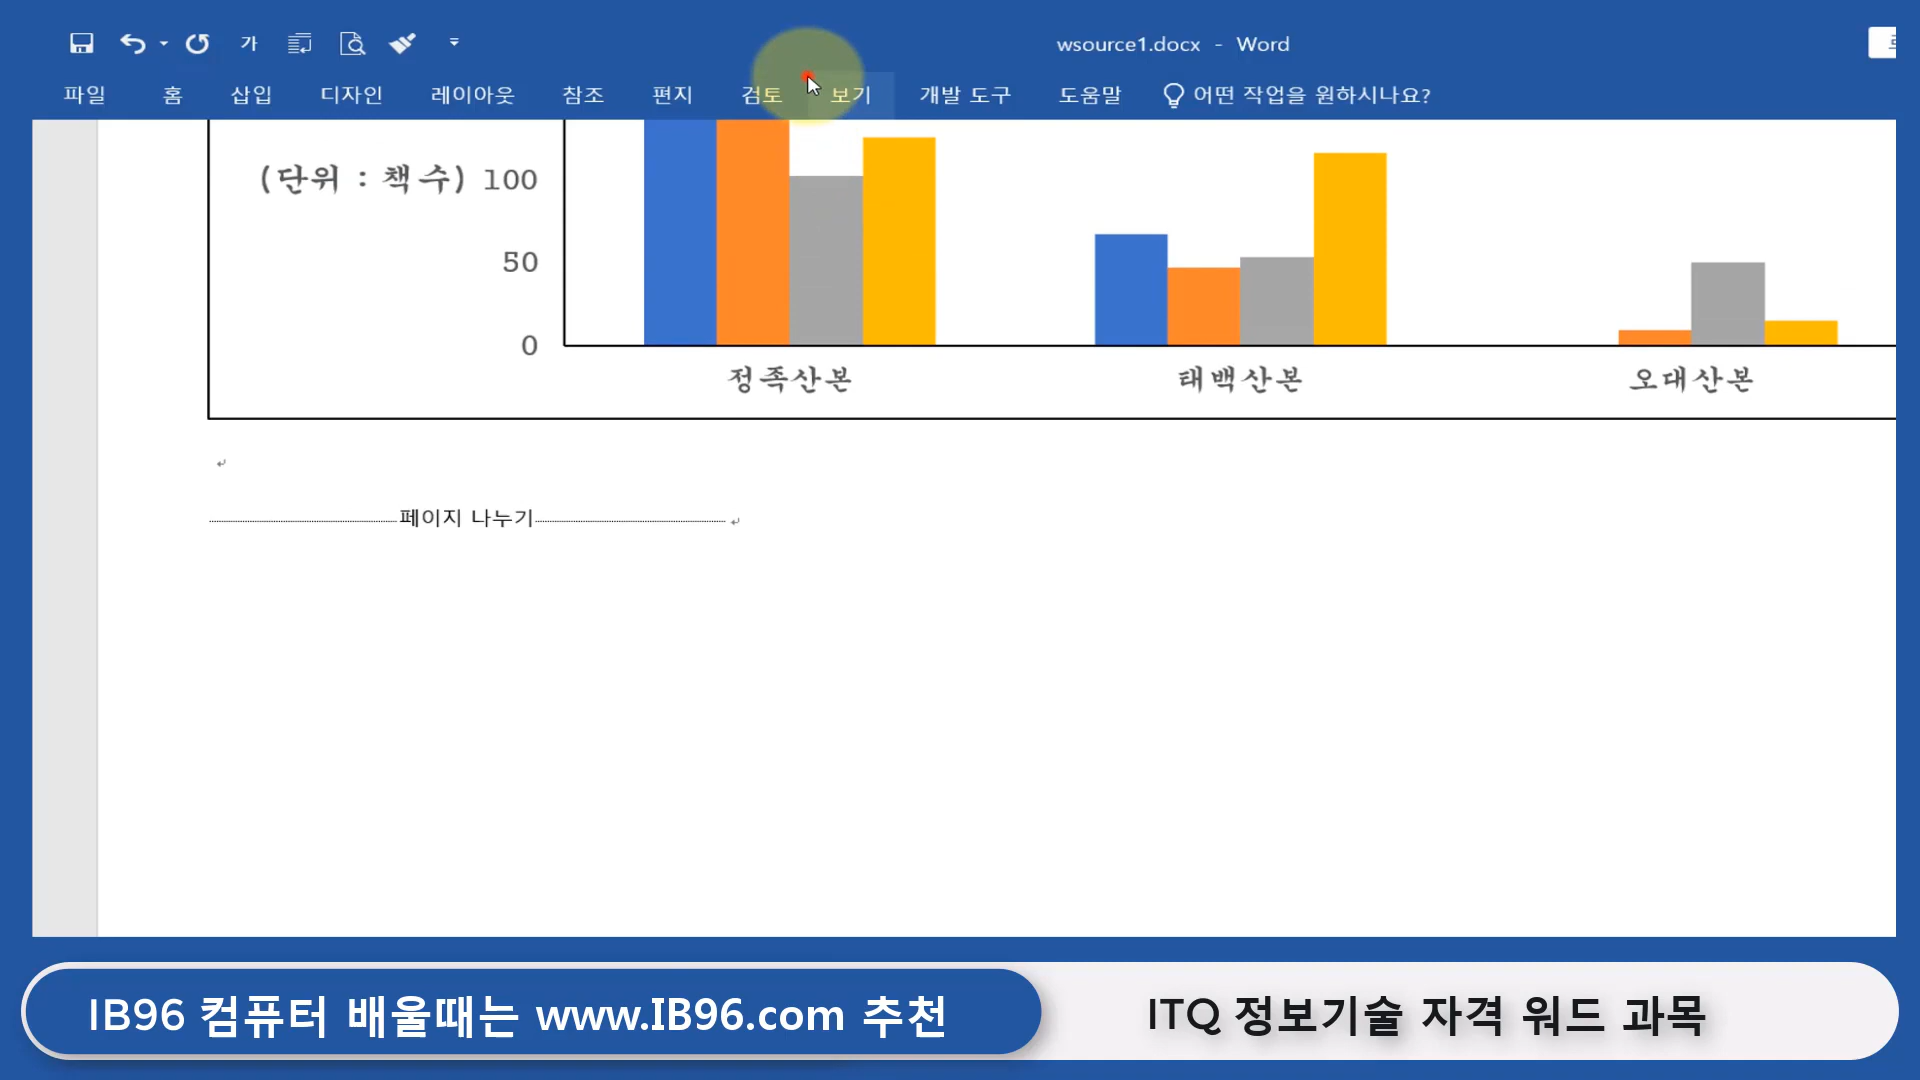 가
wsource1.docx - Word
파일 홈 삽입 디자인 레이아웃 참조 편지 검토 보기 개발 도구 도움말 어떤 작업을 원하시나요?
(단위 : 책수) 100
50
0
정족산본 태백산본 오대산본
페이지 나누기
IB96 컴퓨터 배울때는 www.IB96.com 추천
ITQ 정보기술 자격 워드 과목